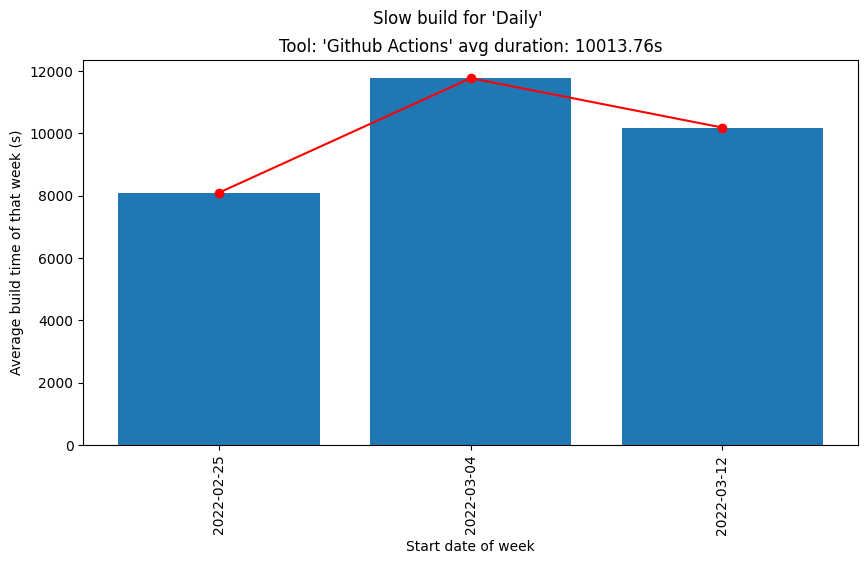 Slow build for 'Daily'
Tool: 'Github Actions' avg duration: 10013.76s
Average build time of that week (s)
12000
10000
8000
6000
4000
2000
0
2022-02-25
2022-03-04
2022-03-12
Start date of week